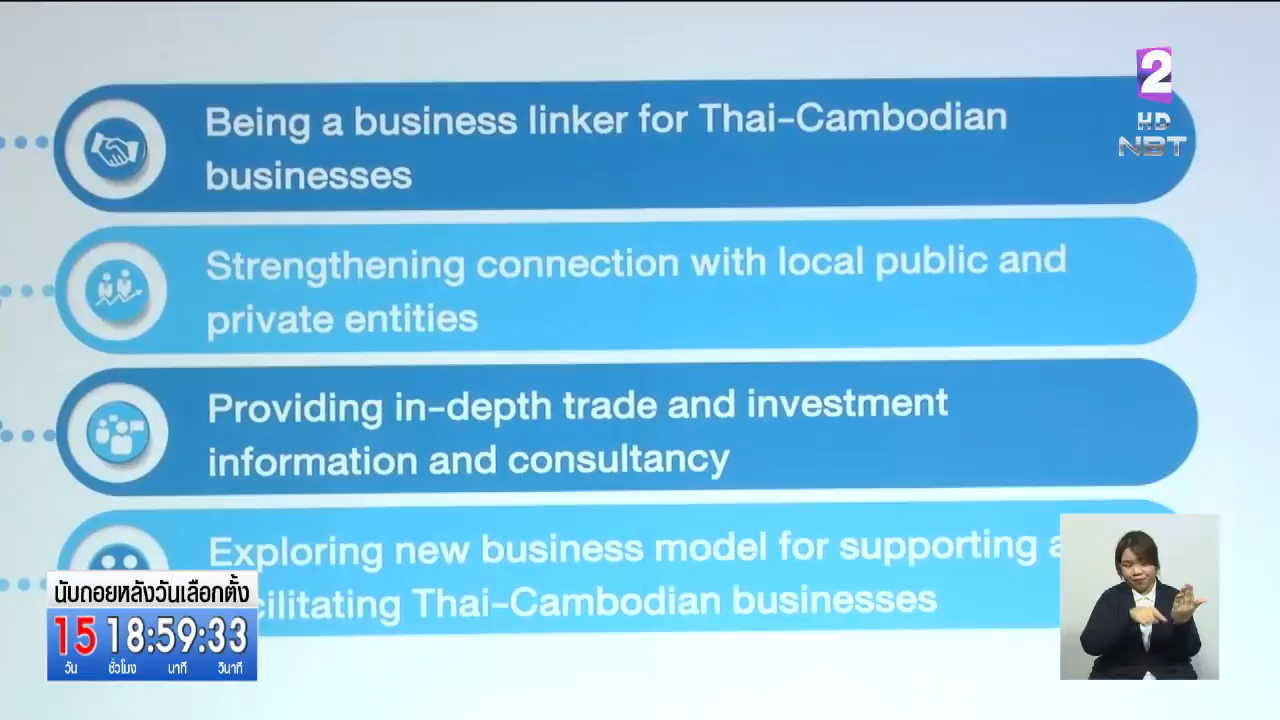 2
HD
NBT
Being a business linker for Thai-Cambodian
businesses
Strengthening connection with local public and
private entities
Providing in-depth trade and investment
information and consultancy
Exploring new business model for supporting a
cilitating Thai-Cambodian businesses
นับถอยหลังวันเลือกตั้ง
15 18:59:33
วัน ชั่วโมง นาที วินาที